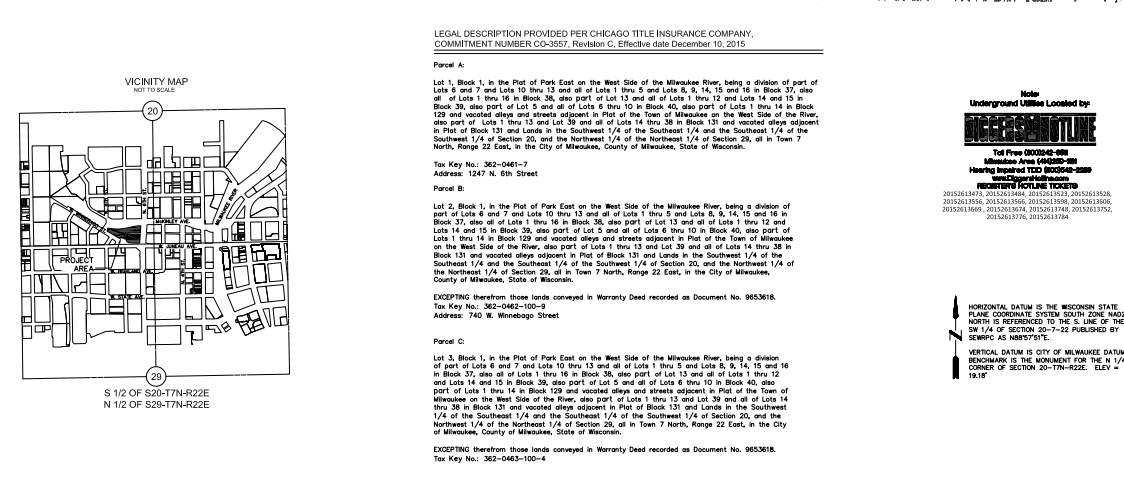 VICINITY MAP
NOT TO SCALE
20
N. 6TH ST.
McKINLEY AVE.
MILWAUKEE RIVER
W. JUNEAU AVE.
PROJECT
AREA
W. HIGHLAND AVE.
W. STATE AVE.
29
S 1/2 OF S20-T7N-R22E
N 1/2 OF S29-T7N-R22E
LEGAL DESCRIPTION PROVIDED PER CHICAGO TITLE INSURANCE COMPANY,
COMMITMENT NUMBER CO-3557, Revision C, Effective date December 10, 2015
Parcel A:
Lot 1, Block 1, in the Plat of Park East on the West Side of the Milwaukee River, being a division of part of
Lots 6 and 7 and Lots 10 thru 13 and all of Lots 1 thru 5 and Lots 8, 9, 14, 15 and 16 in Block 37, also
all of Lots 1 thru 16 in Block 38, also part of Lot 13 and all of Lots 1 thru 12 and Lots 14 and 15 in
Block 39, also part of Lot 5 and all of Lots 6 thru 10 in Block 40, also part of Lots 1 thru 14 in Block
129 and vacated alleys and streets adjacent in Plat of the Town of Milwaukee on the West Side of the River,
also part of Lots 1 thru 13 and Lot 39 and all of Lots 14 thru 38 in Block 131 and vacated alleys adjacent
in Plat of Block 131 and Lands in the Southwest 1/4 of the Southeast 1/4 and the Southeast 1/4 of the
Southwest 1/4 of Section 20, and the Northwest 1/4 of the Northeast 1/4 of Section 29, all in Town 7
North, Range 22 East, in the City of Milwaukee, County of Milwaukee, State of Wisconsin.
Tax Key No.: 362-0461-7
Address: 1247 N. 6th Street
Parcel B:
Lot 2, Block 1, in the Plat of Park East on the West Side of the Milwaukee River, being a division of
part of Lots 6 and 7 and Lots 10 thru 13 and all of Lots 1 thru 5 and Lots 8, 9, 14, 15 and 16 in
Block 37, also all of Lots 1 thru 16 in Block 38, also part of Lot 13 and all of Lots 1 thru 12 and
Lots 14 and 15 in Block 39, also part of Lot 5 and all of Lots 6 thru 10 in Block 40, also part of
Lots 1 thru 14 in Block 129 and vacated alleys and streets adjacent in Plat of the Town of Milwaukee
on the West Side of the River, also part of Lots 1 thru 13 and Lot 39 and all of Lots 14 thru 38 in
Block 131 and vacated alleys adjacent in Plat of Block 131 and Lands in the Southwest 1/4 of the
Southeast 1/4 and the Southeast 1/4 of the Southwest 1/4 of Section 20, and the Northwest 1/4 of
the Northeast 1/4 of Section 29, all in Town 7 North, Range 22 East, in the City of Milwaukee,
County of Milwaukee, State of Wisconsin.
EXCEPTING therefrom those lands conveyed in Warranty Deed recorded as Document No. 9653618.
Tax Key No.: 362-0462-100-9
Address: 740 W. Winnebago Street
Parcel C:
Lot 3, Block 1, in the Plat of Park East on the West Side of the Milwaukee River, being a division
of part of Lots 6 and 7 and Lots 10 thru 13 and all of Lots 1 thru 5 and Lots 8, 9, 14, 15 and 16
in Block 37, also all of Lots 1 thru 16 in Block 38, also part of Lot 13 and all of Lots 1 thru 12
and Lots 14 and 15 in Block 39, also part of Lot 5 and all of Lots 6 thru 10 in Block 40, also
part of Lots 1 thru 14 in Block 129 and vacated alleys and streets adjacent in Plat of the Town of
Milwaukee on the West Side of the River, also part of Lots 1 thru 13 and Lot 39 and all of Lots 14
thru 38 in Block 131 and vacated alleys adjacent in Plat of Block 131 and Lands in the Southwest
1/4 of the Southeast 1/4 and the Southeast 1/4 of the Southwest 1/4 of Section 20, and the
Northwest 1/4 of the Northeast 1/4 of Section 29, all in Town 7 North, Range 22 East, in the City
of Milwaukee, County of Milwaukee, State of Wisconsin.
EXCEPTING therefrom those lands conveyed in Warranty Deed recorded as Document No. 9653618.
Tax Key No.: 362-0463-100-4
Note:
Underground Utilities Located by:
DIGGERS HOTLINE
Toll Free (800)242-8511
Milwaukee Area (414)259-1181
Hearing Impaired TDD (800)542-2289
www.DiggersHotline.com
REGISTER'S HOTLINE TICKET®
20152613473, 20152613484, 20152613523, 20152613528,
20152613556, 20152613566, 20152613598, 20152613606,
20152613669 , 20152613674, 20152613748, 20152613752,
20152613776, 20152613784
N
HORIZONTAL DATUM IS THE WISCONSIN STATE
PLANE COORDINATE SYSTEM SOUTH ZONE NAD2
NORTH IS REFERENCED TO THE S. LINE OF THE
SW 1/4 OF SECTION 20-7-22 PUBLISHED BY
SEWRPC AS N88°57'51"E.
VERTICAL DATUM IS CITY OF MILWAUKEE DATUM
BENCHMARK IS THE MONUMENT FOR THE N 1/4
CORNER OF SECTION 20-T7N-R22E. ELEV =
19.18'